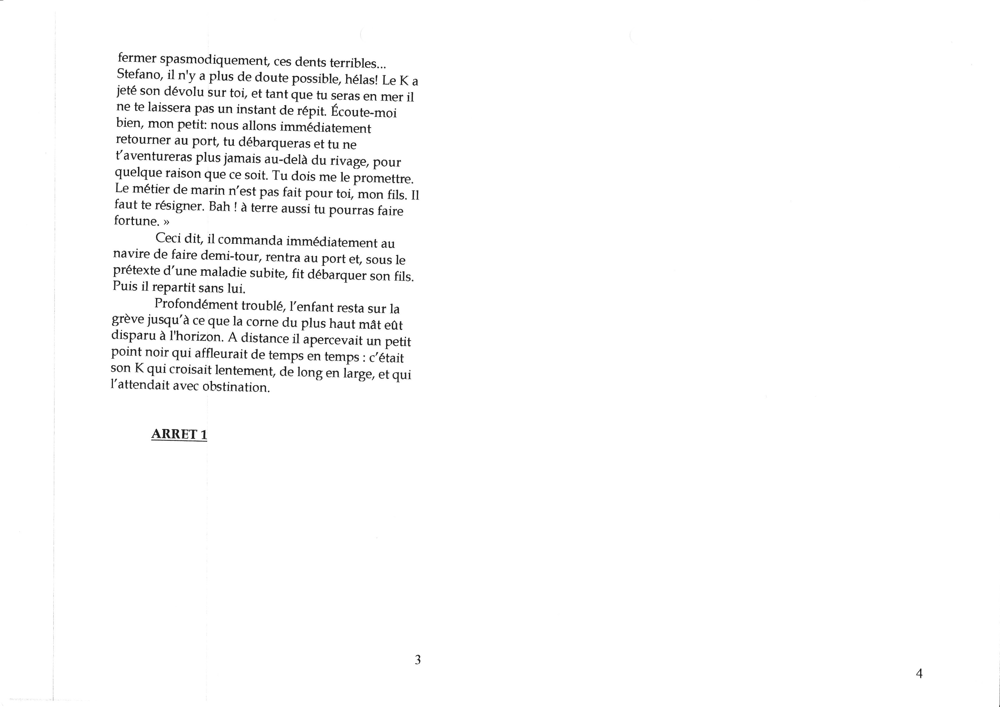 fermer spasmodiquement, ces dents terribles...
Stefano, il n'y a plus de doute possible, hélas! Le K a
jeté son dévolu sur toi, et tant que tu seras en mer il
ne te laissera pas un instant de répit. Écoute-moi
bien, mon petit: nous allons immédiatement
retourner au port, tu débarqueras et tu ne
t’aventureras plus jamais au-delà du rivage, pour
quelque raison que ce soit. Tu dois me le promettre.
Le métier de marin n’est pas fait pour toi, mon fils. Il
faut te résigner. Bah ! à terre aussi tu pourras faire
fortune. »
Ceci dit, il commanda immédiatement au
navire de faire demi-tour, rentra au port et, sous le
prétexte d’une maladie subite, fit débarquer son fils.
Puis il repartit sans lui.
Profondément troublé, l’enfant resta sur la
grève jusqu’à ce que la corne du plus haut mât eût
disparu à l'horizon. A distance il apercevait un petit
point noir qui affleurait de temps en temps : c’était
son K qui croisait lentement, de long en large, et qui
l’attendait avec obstination.
ARRET 1
3
4